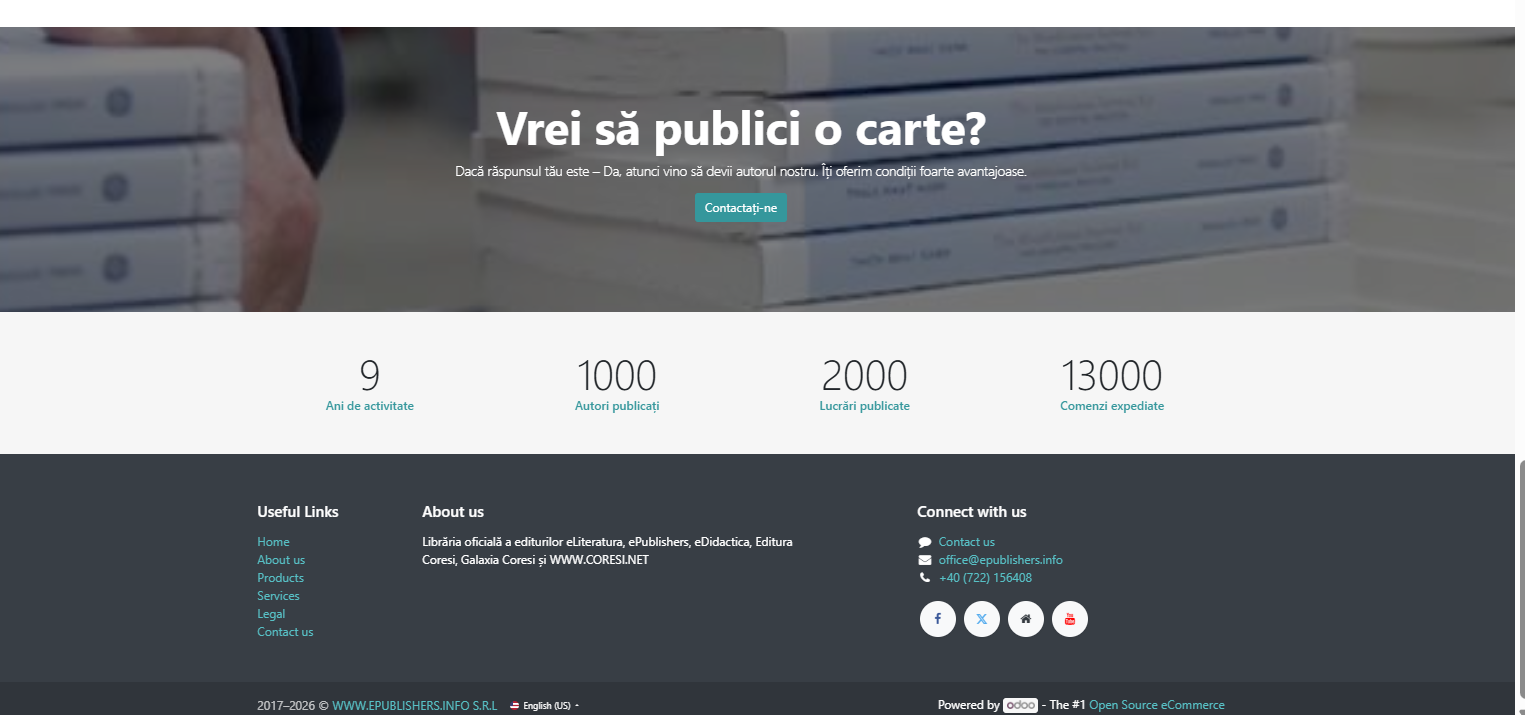 Vrei să publici o carte?
Dacă răspunsul tău este – Da, atunci vino să devii autorul nostru. Îți oferim condiții foarte avantajoase.
Contactați-ne
9
Ani de activitate
1000
Autori publicați
2000
Lucrări publicate
13000
Comenzi expediate
Useful Links
Home
About us
Products
Services
Legal
Contact us
About us
Librăria oficială a editurilor eLiteratura, ePublishers, eDidactica, Editura
Coresi, Galaxia Coresi și WWW.CORESI.NET
Connect with us
Contact us
office@epublishers.info
+40 (722) 156408
2017–2026 © WWW.EPUBLISHERS.INFO S.R.L
English (US)
Powered by odoo - The #1 Open Source eCommerce